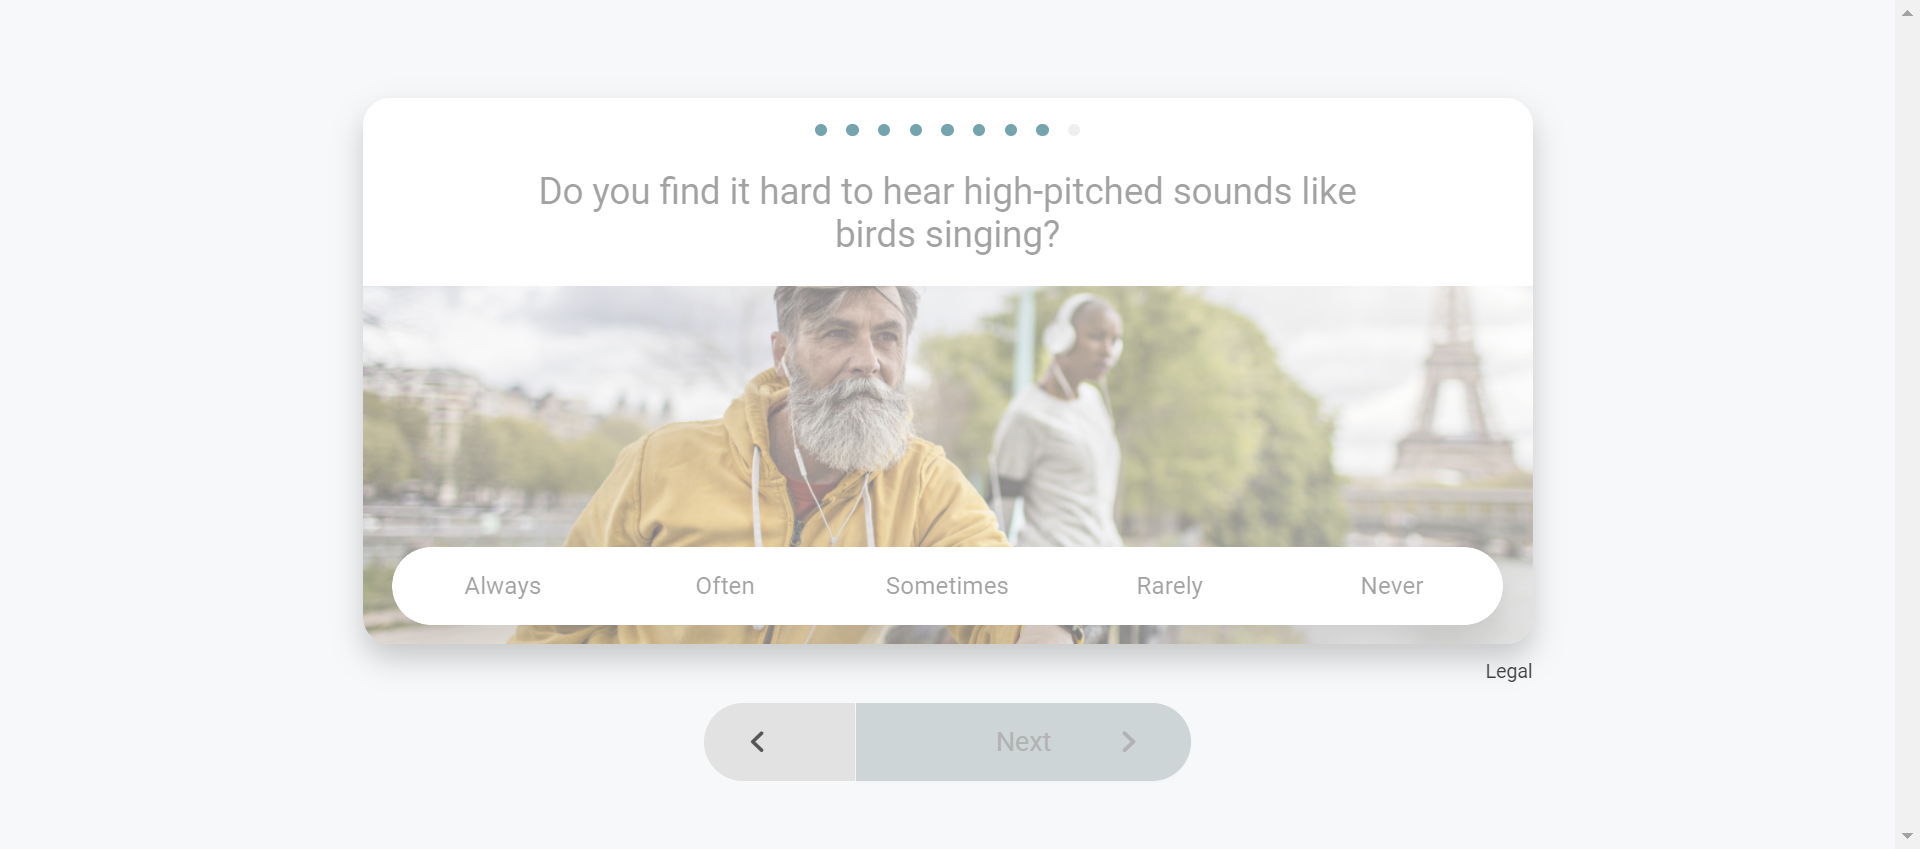 Do you find it hard to hear high-pitched sounds like
birds singing?
Always Often Sometimes Rarely Never
Legal
Next